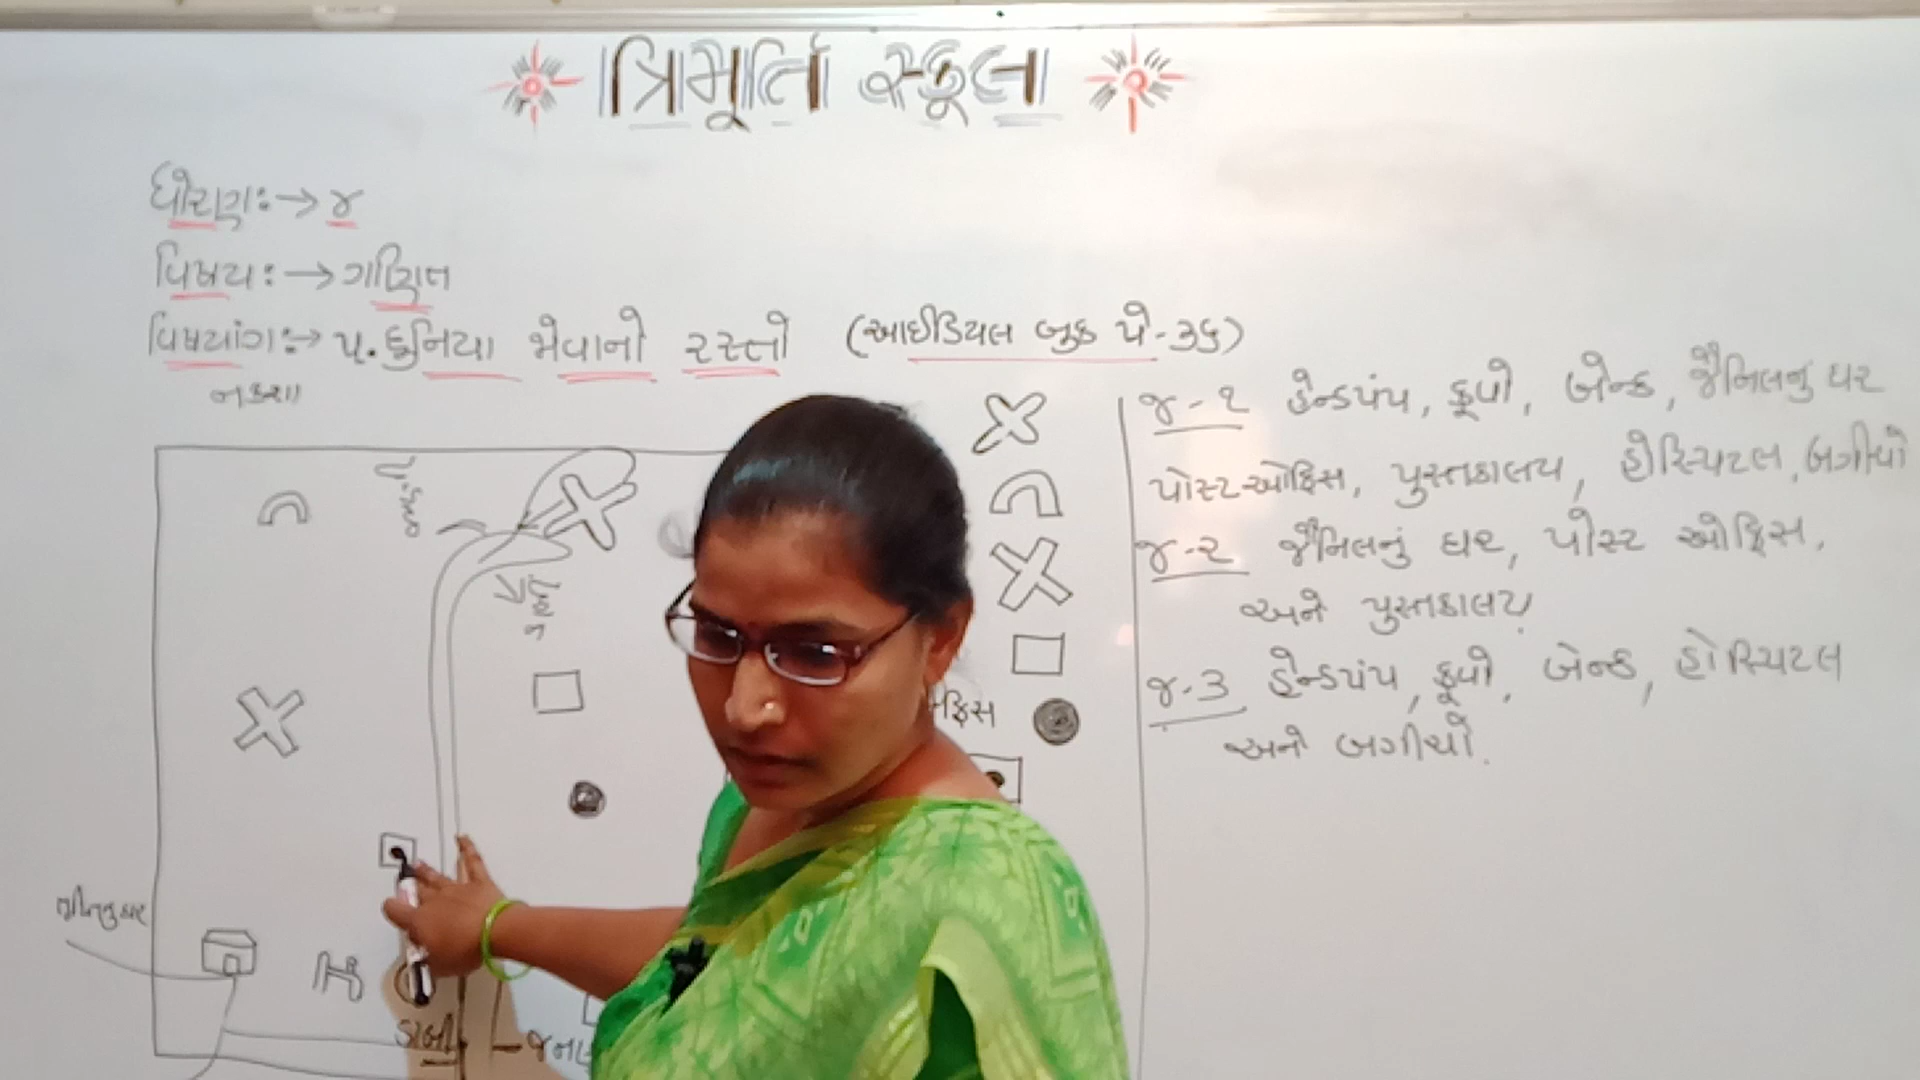 ત્રિમૂર્તિ સ્કૂલ
ધોરણ:→ ૪
વિષય:→ ગણિત
વિષયાંગ:→ ૫. દુનિયા જોવાનો રસ્તો (આઈડિયલ બુક પે-૩૬)
નકશા
જ-૧ હેન્ડપંપ, કૂવો, બેન્ક, જૈનિલનું ઘર
પોસ્ટઓફિસ, પુસ્તકાલય, હોસ્પિટલ, બગીચો
જ-૨ જૈનિલનું ઘર, પોસ્ટ ઓફિસ,
અને પુસ્તકાલય.
જ-૩ હેન્ડપંપ, કૂવો, બેન્ક, હોસ્પિટલ
અને બગીચો.
ફિસ
ડાબી